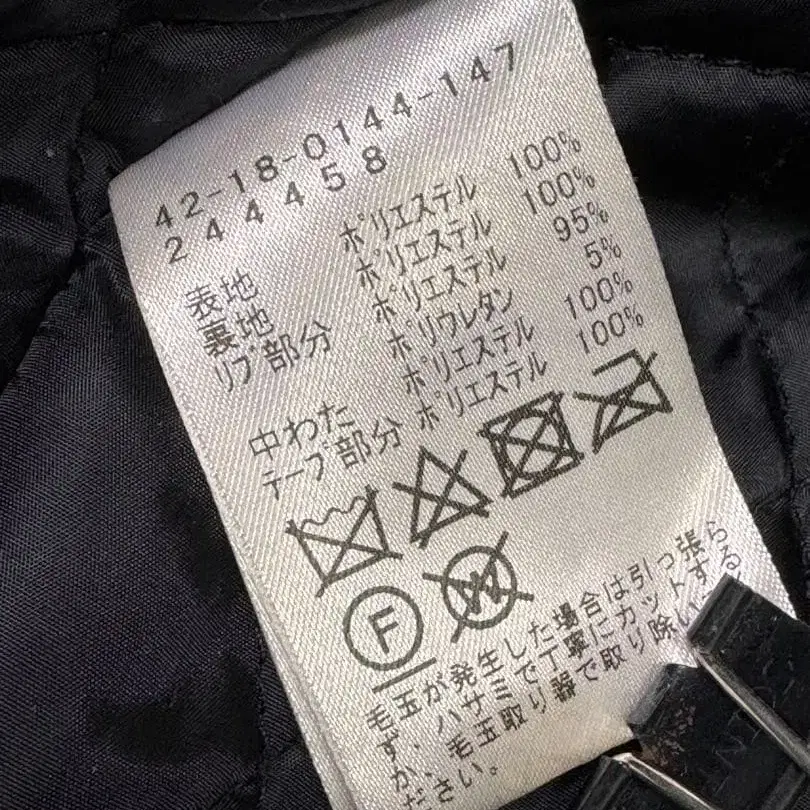 42-18-0144-147
244458
表地 ポリエステル 100%
裏地 ポリエステル 100%
リブ部分 ポリエステル 95%
ポリウレタン 5%
中わた ポリエステル 100%
テープ部分 ポリエステル 100%
F
W
毛玉が発生した場合は引っ張ら
ず、ハサミで丁寧にカットする
か、毛玉取り器で取り除い
ださい。